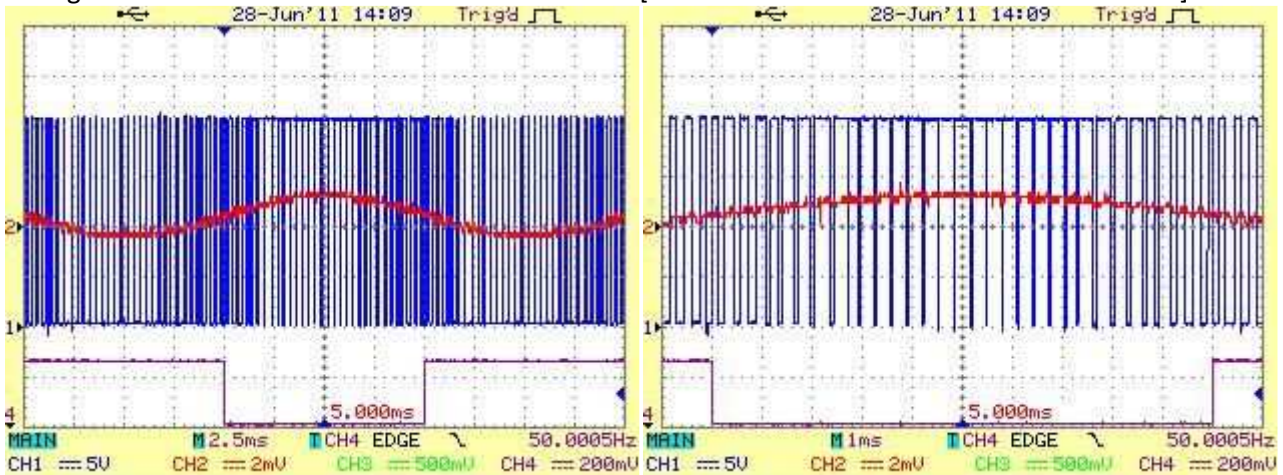 28-Jun'11 14:09 Trig'd
2
1
4
5.000ms
MAIN M 2.5ms T CH4 EDGE 50.0005Hz
CH1 5V CH2 2mV CH3 500mV CH4 200mV
28-Jun'11 14:09 Trig'd
2
1
4
5.000ms
MAIN M 1ms T CH4 EDGE 50.0005Hz
CH1 5V CH2 2mV CH3 500mV CH4 200mV